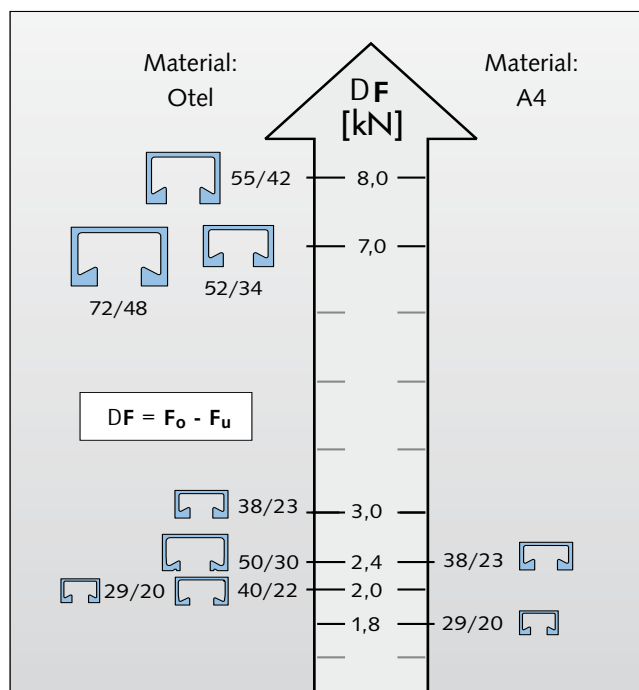 Material:
Otel
DF
[kN]
Material:
A4
55/42
8,0
7,0
52/34
72/48
DF = Fo - Fu
38/23
3,0
50/30
2,4
38/23
29/20
40/22
2,0
1,8
29/20